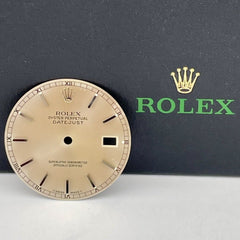 ROLEX
OYSTER PERPETUAL
DATEJUST
SUPERLATIVE CHRONOMETER
OFFICIALLY CERTIFIED
ROLEX